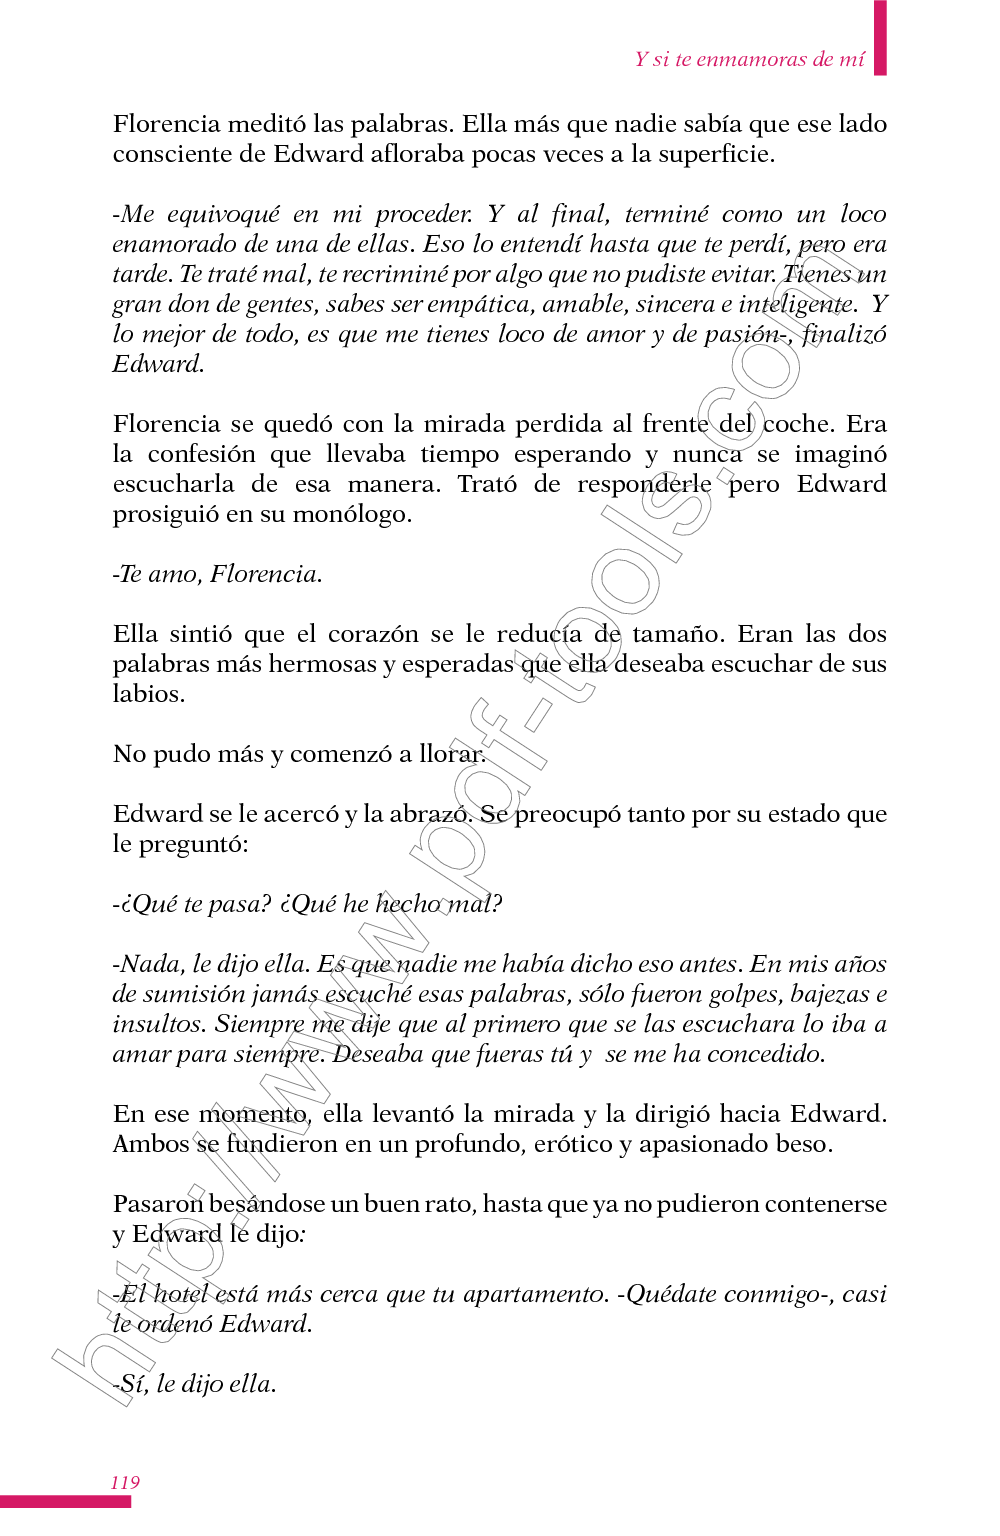 Y si te enmamoras de mí
Florencia meditó las palabras. Ella más que nadie sabía que ese lado
consciente de Edward afloraba pocas veces a la superficie.
-Me equivoqué en mi proceder. Y al final, terminé como un loco
enamorado de una de ellas. Eso lo entendí hasta que te perdí, pero era
tarde. Te traté mal, te recriminé por algo que no pudiste evitar. Tienes un
gran don de gentes, sabes ser empática, amable, sincera e inteligente.  Y
lo mejor de todo, es que me tienes loco de amor y de pasión-, finalizó
Edward.
Florencia se quedó con la mirada perdida al frente del coche. Era
la confesión que llevaba tiempo esperando y nunca se imaginó
escucharla de esa manera. Trató de responderle pero Edward
prosiguió en su monólogo.
-Te amo, Florencia.
Ella sintió que el corazón se le reducía de tamaño. Eran las dos
palabras más hermosas y esperadas que ella deseaba escuchar de sus
labios.
No pudo más y comenzó a llorar.
Edward se le acercó y la abrazó. Se preocupó tanto por su estado que
le preguntó:
-¿Qué te pasa? ¿Qué he hecho mal?
-Nada, le dijo ella. Es que nadie me había dicho eso antes. En mis años
de sumisión jamás escuché esas palabras, sólo fueron golpes, bajezas e
insultos. Siempre me dije que al primero que se las escuchara lo iba a
amar para siempre. Deseaba que fueras tú y  se me ha concedido.
En ese momento, ella levantó la mirada y la dirigió hacia Edward.
Ambos se fundieron en un profundo, erótico y apasionado beso.
Pasaron besándose un buen rato, hasta que ya no pudieron contenerse
y Edward le dijo:
-El hotel está más cerca que tu apartamento. -Quédate conmigo-, casi
le ordenó Edward.
-Sí, le dijo ella.
119
http://www.pdf-tools.com